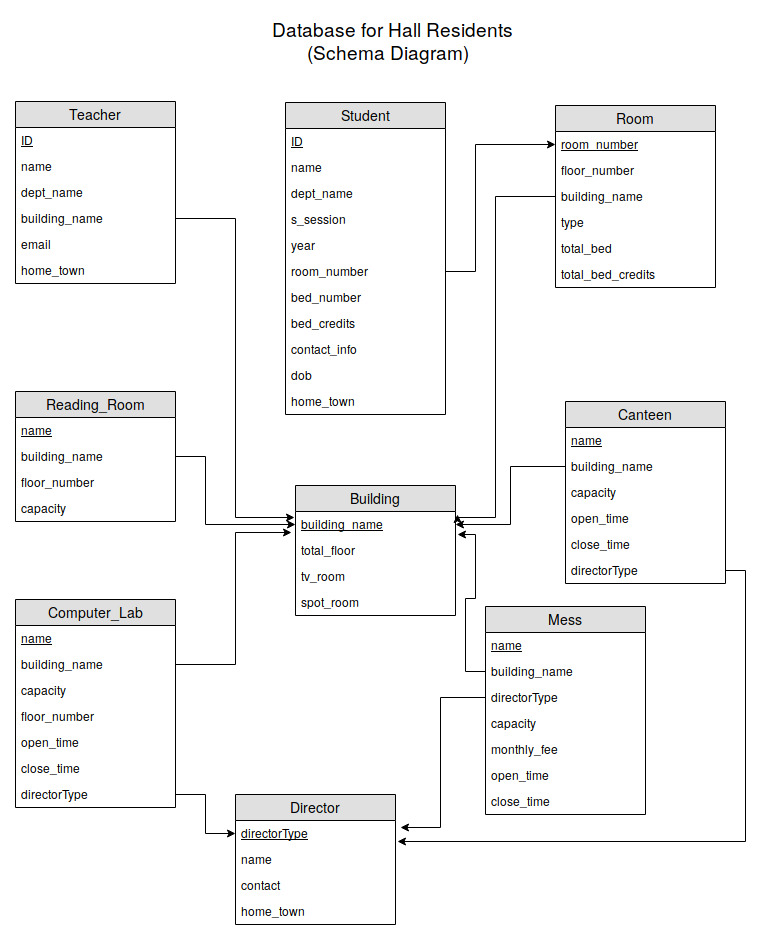 Database for Hall Residents
(Schema Diagram)
Teacher
ID
name
dept_name
building_name
email
home_town
Student
ID
name
dept_name
s_session
year
room_number
bed_number
bed_credits
contact_info
dob
home_town
Room
room_number
floor_number
building_name
type
total_bed
total_bed_credits
Reading_Room
name
building_name
floor_number
capacity
Building
building_name
total_floor
tv_room
spot_room
Canteen
name
building_name
capacity
open_time
close_time
directorType
Computer_Lab
name
building_name
capacity
floor_number
open_time
close_time
directorType
Mess
name
building_name
directorType
capacity
monthly_fee
open_time
close_time
Director
directorType
name
contact
home_town